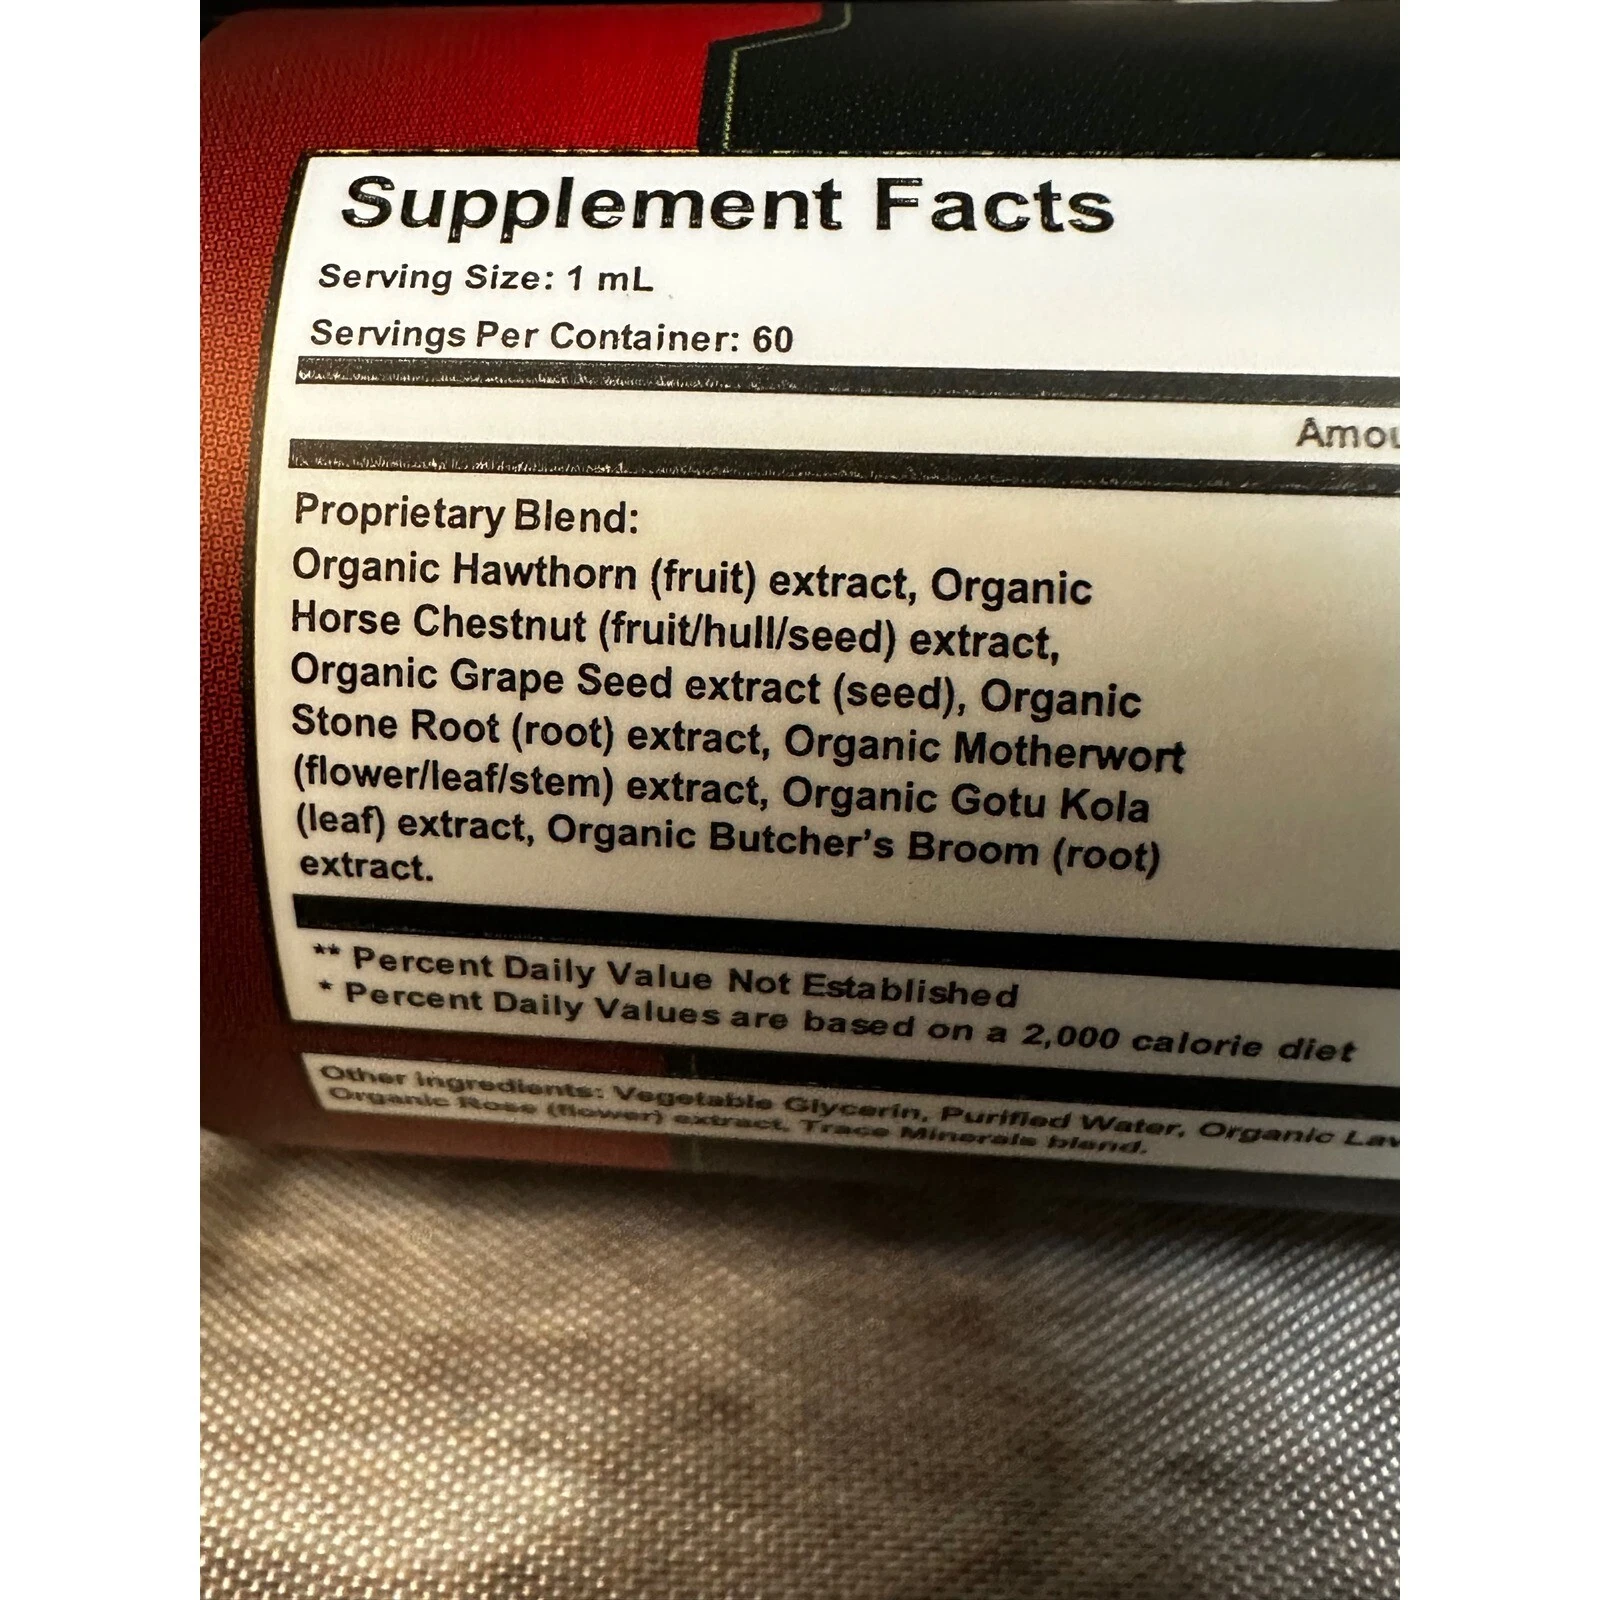 Supplement Facts
Serving Size: 1 mL
Servings Per Container: 60
Amou
Proprietary Blend:
Organic Hawthorn (fruit) extract, Organic
Horse Chestnut (fruit/hull/seed) extract,
Organic Grape Seed extract (seed), Organic
Stone Root (root) extract, Organic Motherwort
(flower/leaf/stem) extract, Organic Gotu Kola
(leaf) extract, Organic Butcher's Broom (root)
extract.
** Percent Daily Value Not Established
* Percent Daily Values are based on a 2,000 calorie diet
Other ingredients: Vegetable Glycerin, Purified Water, Organic Lav
Organic Rose (flower) extract, Trace Minerals blend.